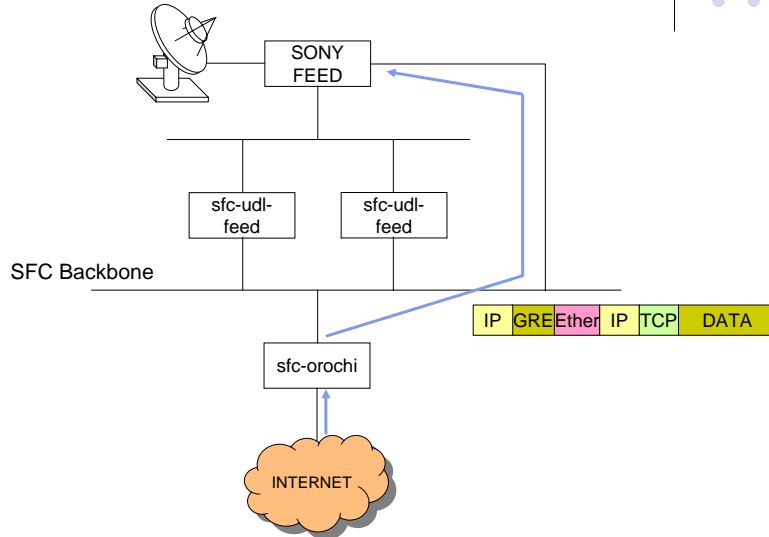 SONY
FEED
sfc-udl-
feed
sfc-udl-
feed
SFC Backbone
IP GRE Ether IP TCP DATA
sfc-orochi
INTERNET